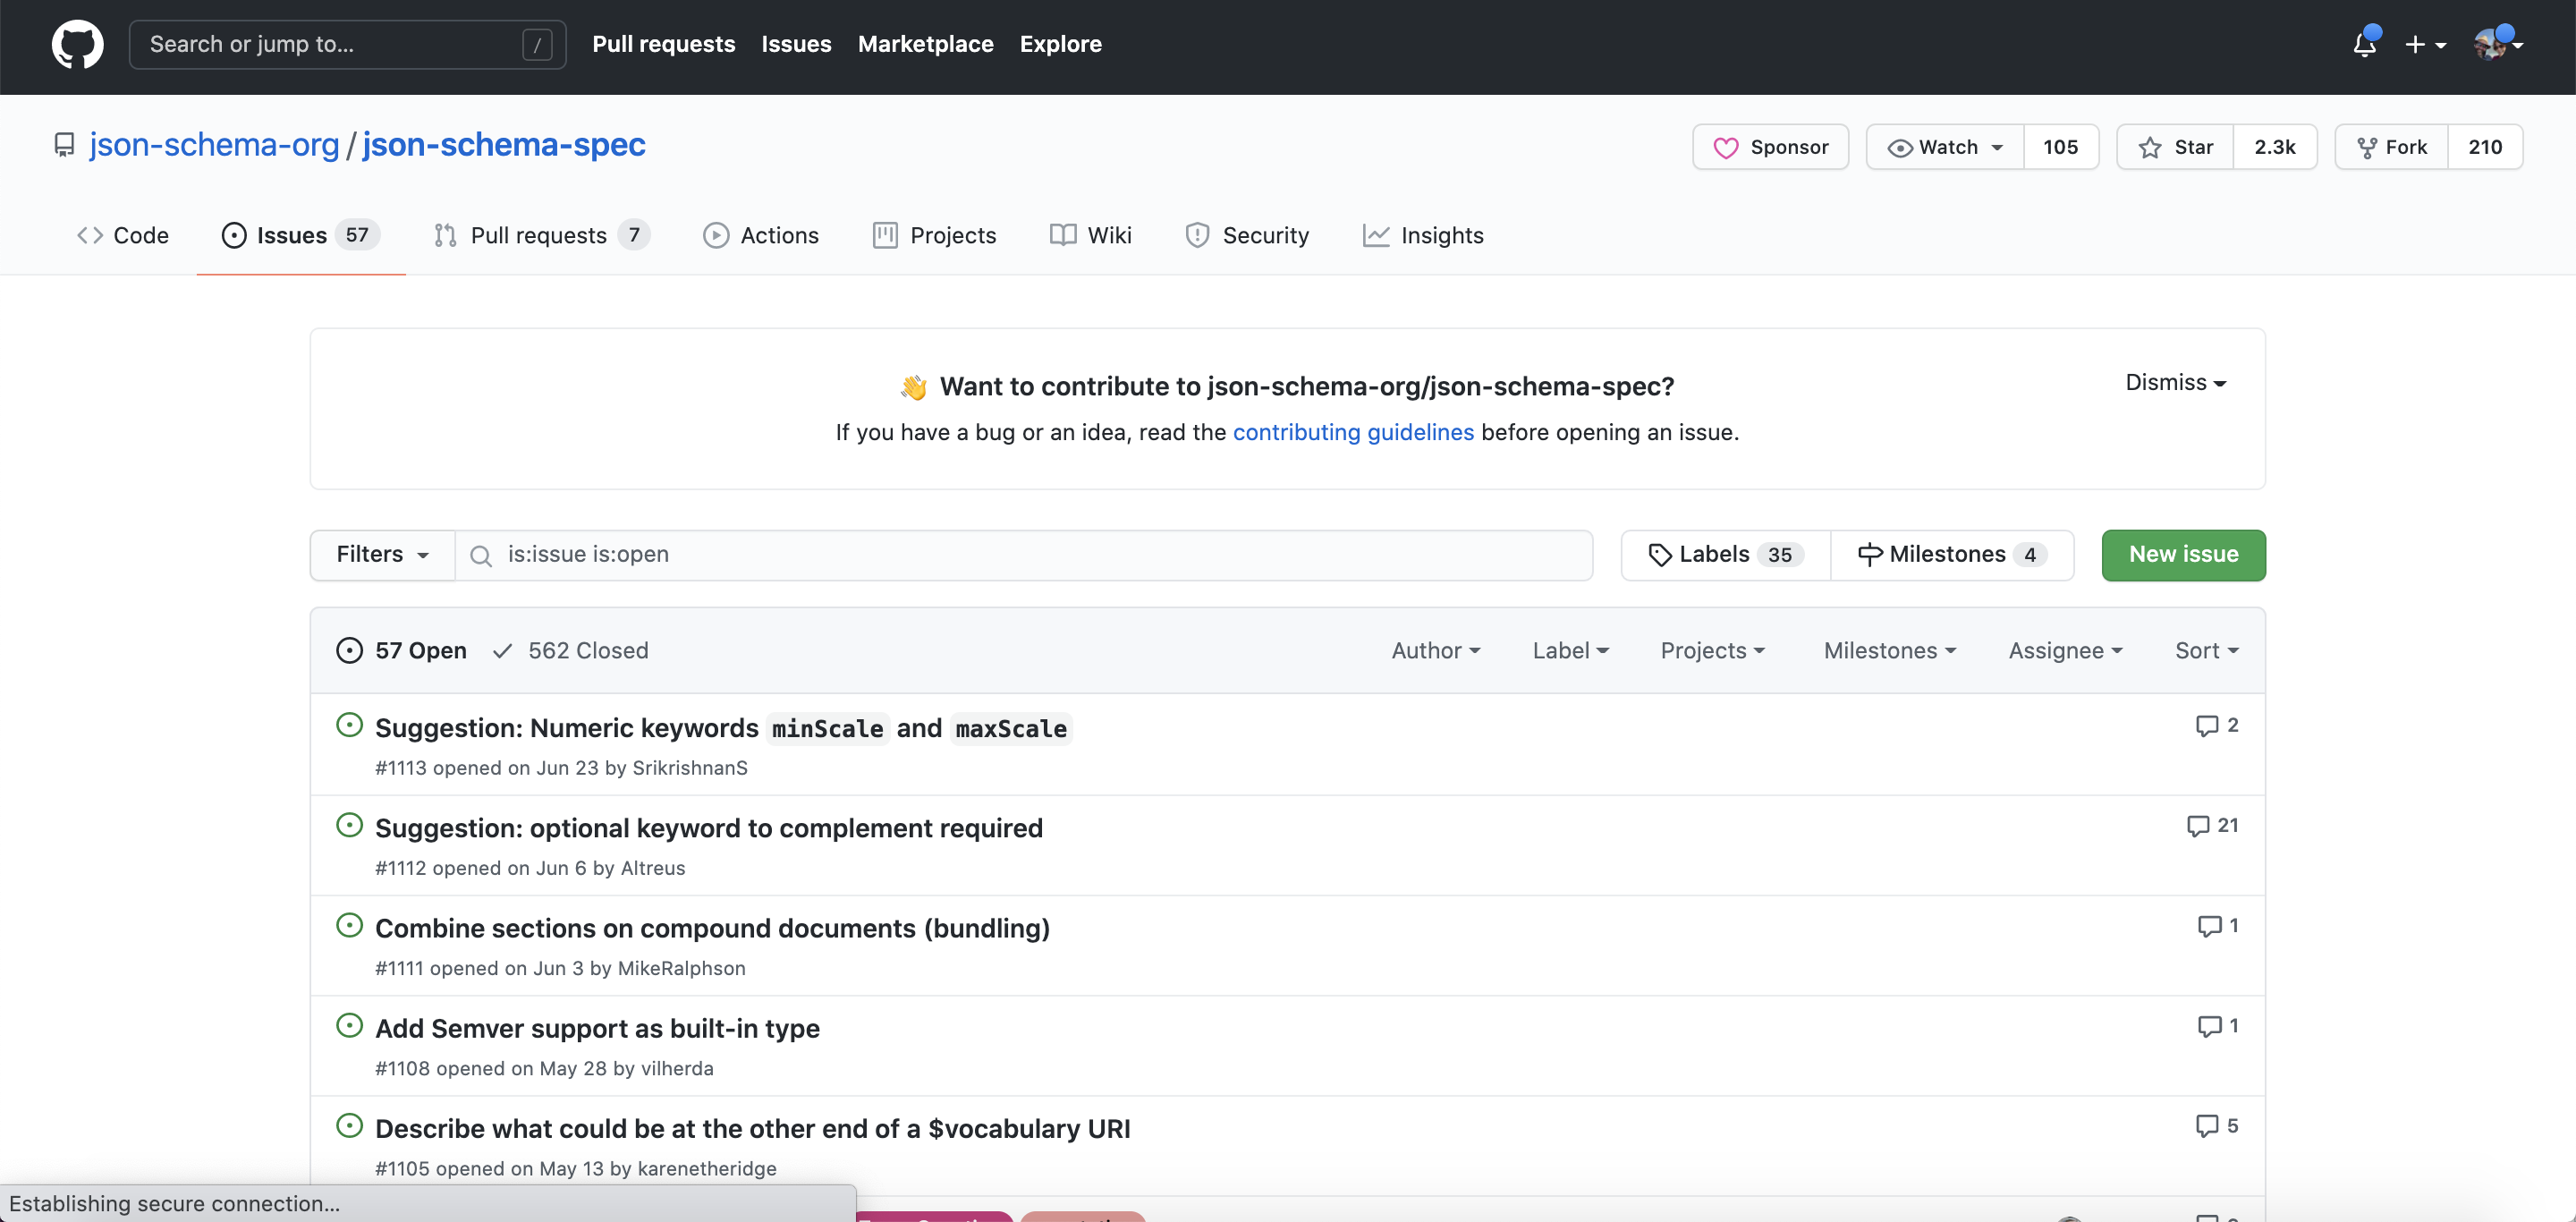 Search or jump to... /
Pull requests Issues Marketplace Explore
json-schema-org / json-schema-spec
Sponsor Watch 105 Star 2.3k Fork 210
Code Issues 57 Pull requests 7 Actions Projects Wiki Security Insights
👋 Want to contribute to json-schema-org/json-schema-spec?
Dismiss
If you have a bug or an idea, read the contributing guidelines before opening an issue.
Filters is:issue is:open Labels 35 Milestones 4 New issue
57 Open 562 Closed Author Label Projects Milestones Assignee Sort
Suggestion: Numeric keywords minScale and maxScale 2
#1113 opened on Jun 23 by SrikrishnanS
Suggestion: optional keyword to complement required 21
#1112 opened on Jun 6 by Altreus
Combine sections on compound documents (bundling) 1
#1111 opened on Jun 3 by MikeRalphson
Add Semver support as built-in type 1
#1108 opened on May 28 by vilherda
Describe what could be at the other end of a $vocabulary URI 5
#1105 opened on May 13 by karenetheridge
Establishing secure connection...